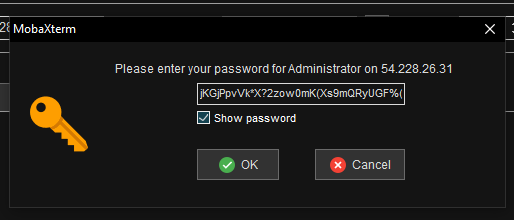 MobaXterm
Please enter your password for Administrator on 54.228.26.31
jKGjPpvVk*X?2zow0mK(Xs9mQRyUGF%(
Show password
OK
Cancel